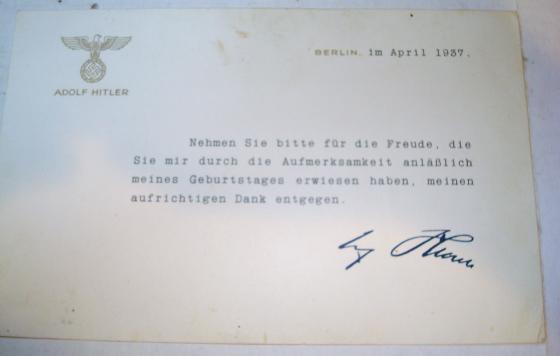 BERLIN, im April 1937.
ADOLF HITLER
Nehmen Sie bitte für die Freude, die
Sie mir durch die Aufmerksamkeit anläßlich
meines Geburtstages erwiesen haben, meinen
aufrichtigen Dank entgegen.